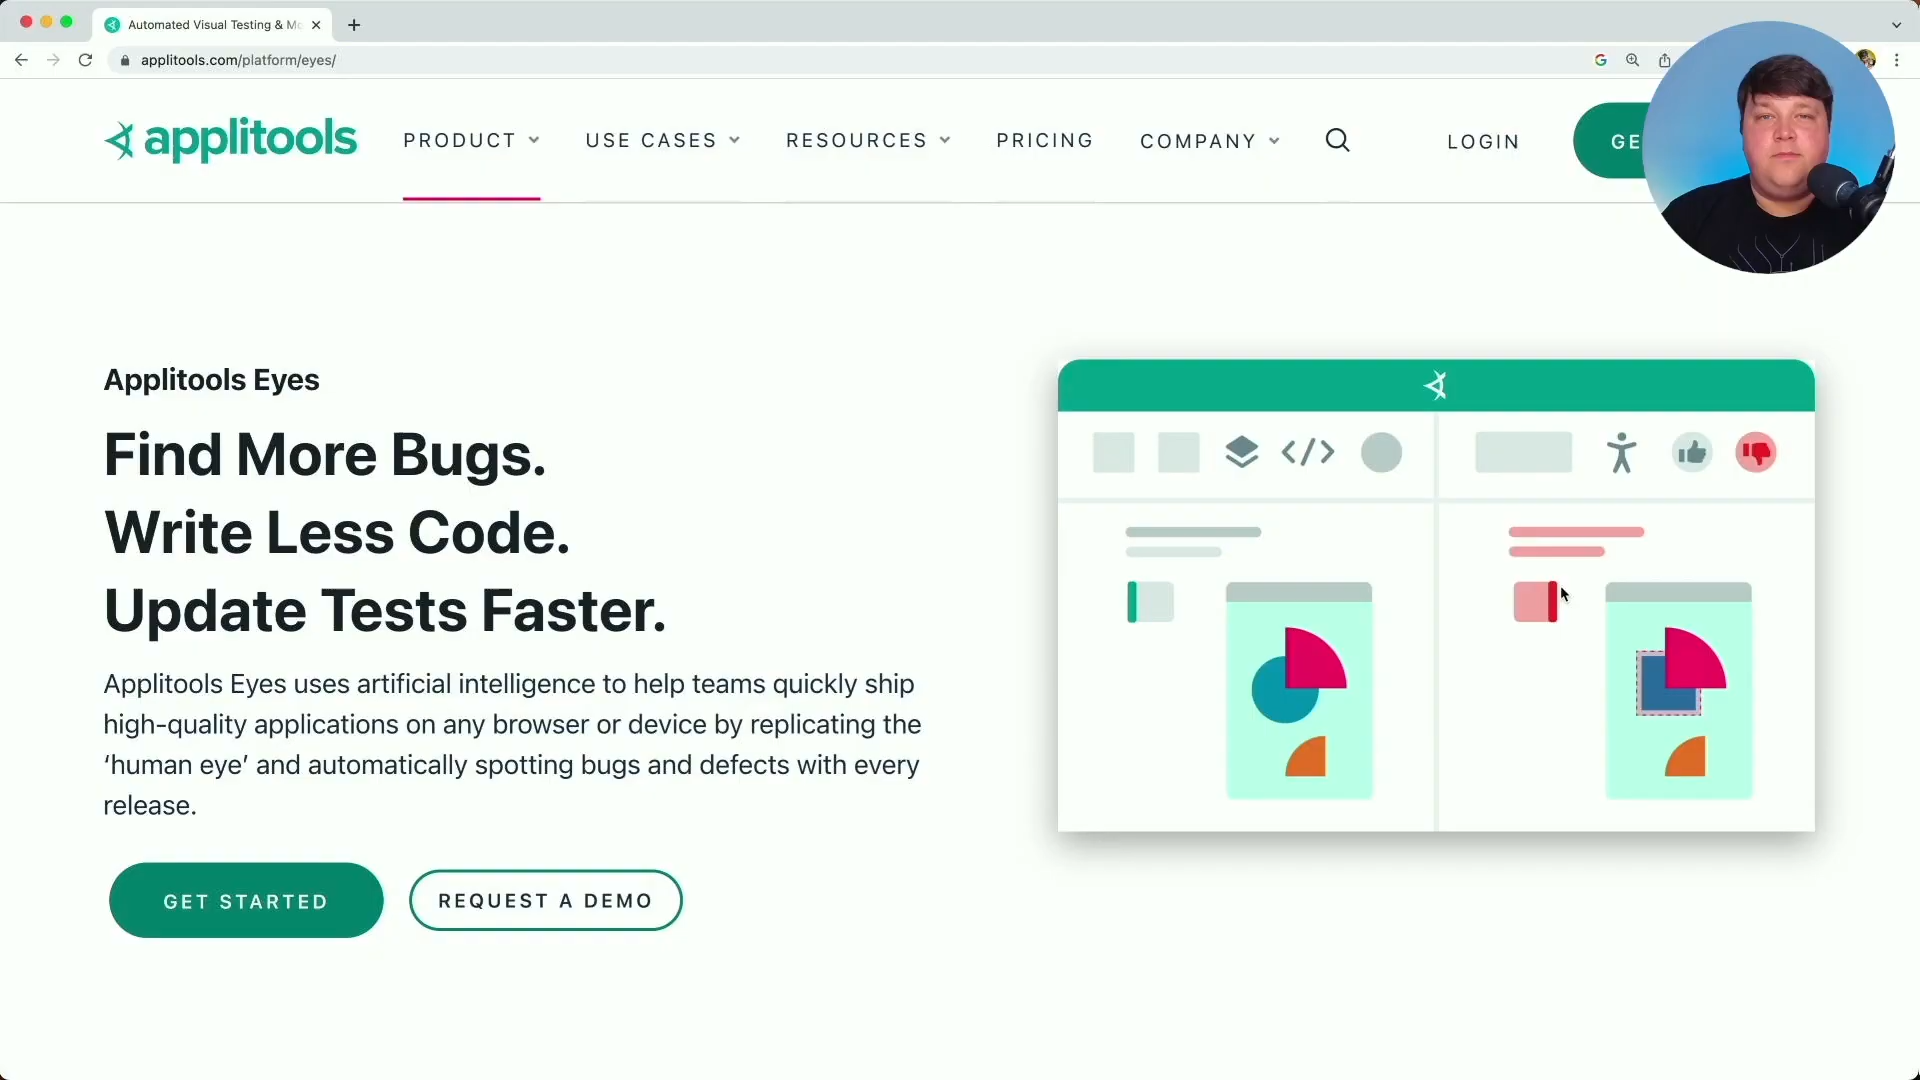 Automated Visual Testing & Mo
applitools.com/platform/eyes/
applitools
PRODUCT
USE CASES
RESOURCES
PRICING
COMPANY
LOGIN
GE
Applitools Eyes
Find More Bugs.
Write Less Code.
Update Tests Faster.
Applitools Eyes uses artificial intelligence to help teams quickly ship
high-quality applications on any browser or device by replicating the
‘human eye’ and automatically spotting bugs and defects with every
release.
GET STARTED
REQUEST A DEMO